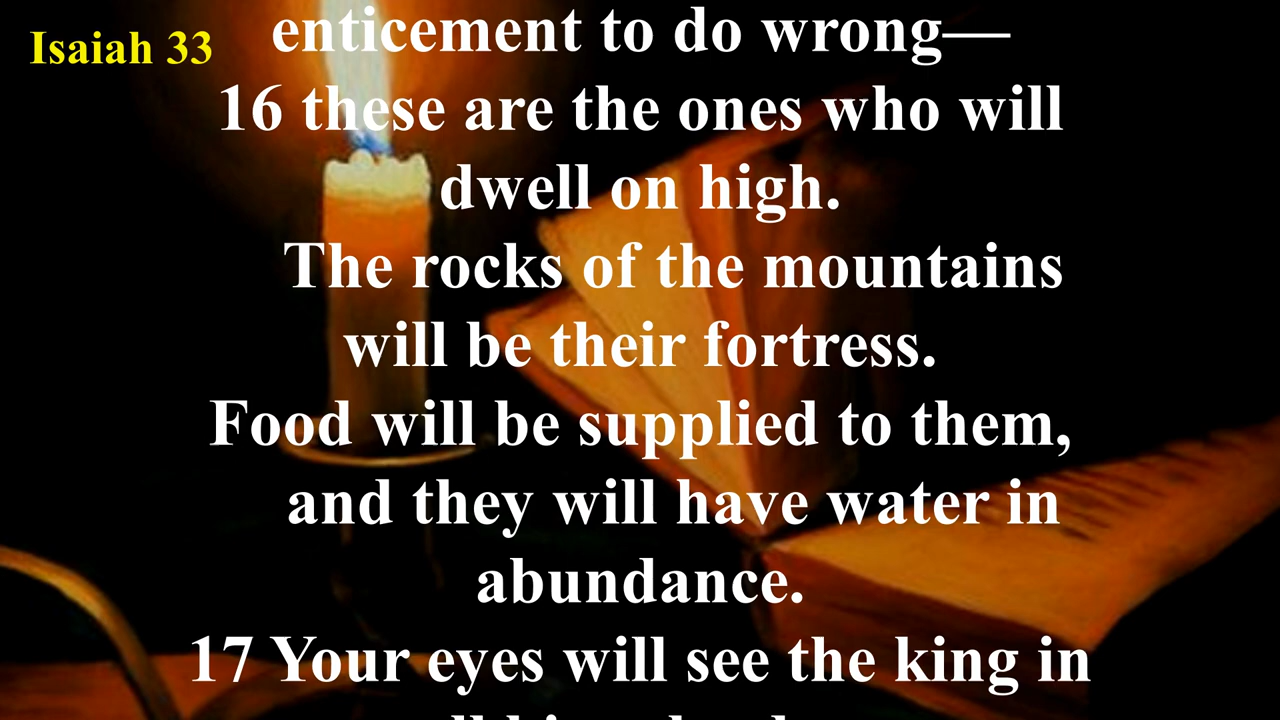 Isaiah 33
enticement to do wrong—
16 these are the ones who will
dwell on high.
The rocks of the mountains
will be their fortress.
Food will be supplied to them,
and they will have water in
abundance.
17 Your eyes will see the king in